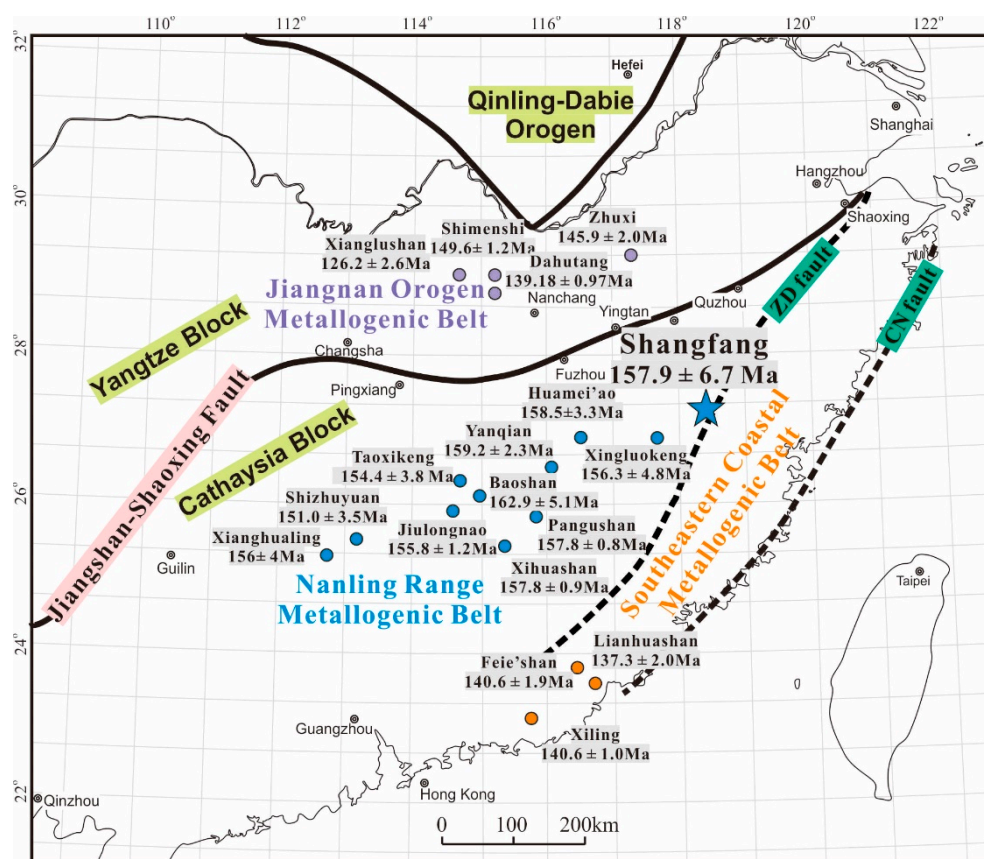 110°
112°
114°
116°
118°
120°
122°
32°
30°
28°
26°
24°
22°
Hefei
Qinling-Dabie
Orogen
Shanghai
Hangzhou
Shaoxing
Zhuxi
145.9 ± 2.0Ma
Shimenshi
149.6± 1.2Ma
Xianglushan
126.2 ± 2.6Ma
Dahutang
139.18 ± 0.97Ma
Jiangnan Orogen
Metallogenic Belt
Nanchang
ZD fault
CN fault
Quzhou
Yingtan
Yangtze Block
Changsha
Shangfang
157.9 ± 6.7 Ma
Fuzhou
Pingxiang
Jiangshan-Shaoxing Fault
Cathaysia Block
Huamei'ao
158.5±3.3Ma
Yanqian
159.2 ± 2.3Ma
Xingluokeng
156.3 ± 4.8Ma
Taoxikeng
154.4 ± 3.8 Ma
Baoshan
162.9 ± 5.1Ma
Shizhuyuan
151.0 ± 3.5Ma
Jiulongnao
155.8 ± 1.2Ma
Pangushan
157.8 ± 0.8Ma
Xianghualing
156± 4Ma
Xihuashan
157.8 ± 0.9Ma
Guilin
Nanling Range
Metallogenic Belt
Southeastern Coastal
Metallogenic Belt
Taipei
Lianhuashan
137.3 ± 2.0Ma
Feie'shan
140.6 ± 1.9Ma
Xiling
140.6 ± 1.0Ma
Guangzhou
Hong Kong
Qinzhou
0 100 200km